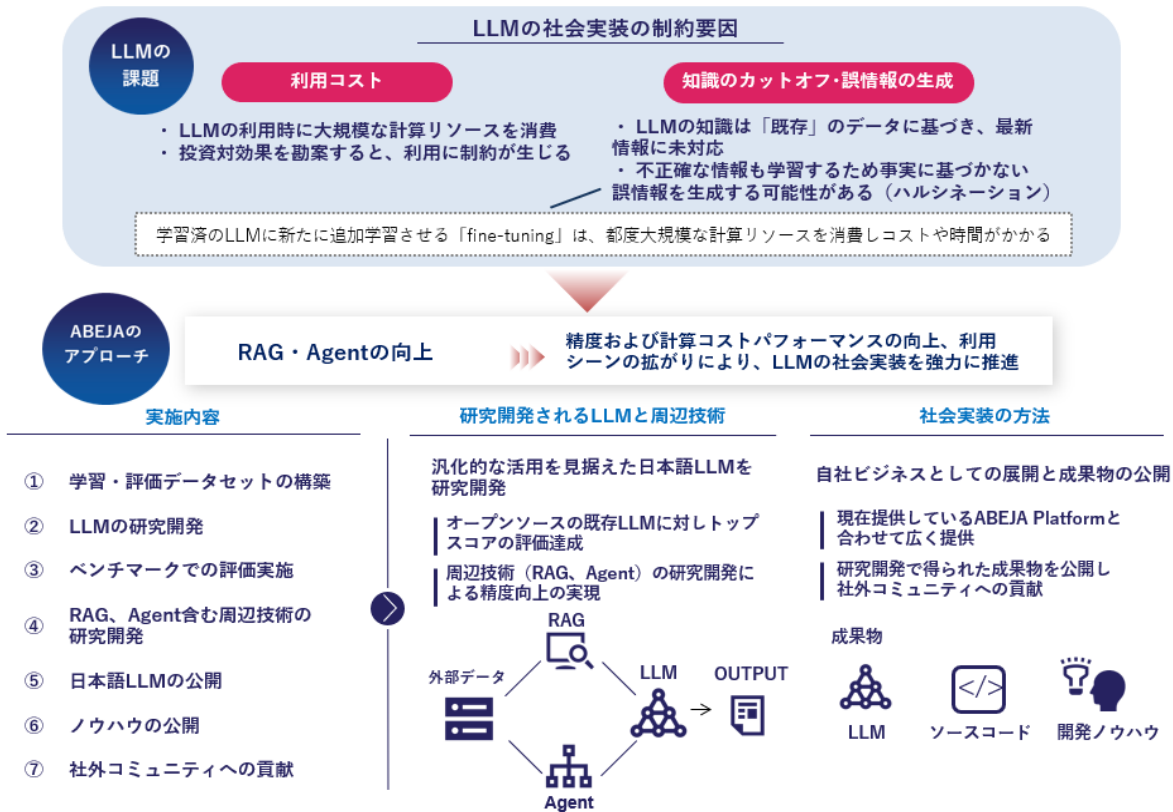 LLMの社会実装の制約要因
LLMの
課題
利用コスト
・ LLMの利用時に大規模な計算リソースを消費
・ 投資対効果を勘案すると、利用に制約が生じる
知識のカットオフ・誤情報の生成
・ LLMの知識は「既存」のデータに基づき、最新
情報に未対応
・ 不正確な情報も学習するため事実に基づかない
誤情報を生成する可能性がある（ハルシネーション）
学習済のLLMに新たに追加学習させる「fine-tuning」は、都度大規模な計算リソースを消費しコストや時間がかかる
ABEJAの
アプローチ
RAG・Agentの向上
精度および計算コストパフォーマンスの向上、利用
シーンの拡がりにより、LLMの社会実装を強力に推進
実施内容
① 学習・評価データセットの構築
② LLMの研究開発
③ ベンチマークでの評価実施
④ RAG、Agent含む周辺技術の
研究開発
⑤ 日本語LLMの公開
⑥ ノウハウの公開
⑦ 社外コミュニティへの貢献
研究開発されるLLMと周辺技術
汎化的な活用を見据えた日本語LLMを
研究開発
オープンソースの既存LLMに対しトップ
スコアの評価達成
周辺技術（RAG、Agent）の研究開発に
よる精度向上の実現
RAG
外部データ
LLM
OUTPUT
Agent
社会実装の方法
自社ビジネスとしての展開と成果物の公開
現在提供しているABEJA Platformと
合わせて広く提供
研究開発で得られた成果物を公開し
社外コミュニティへの貢献
成果物
</>
LLM
ソースコード
開発ノウハウ